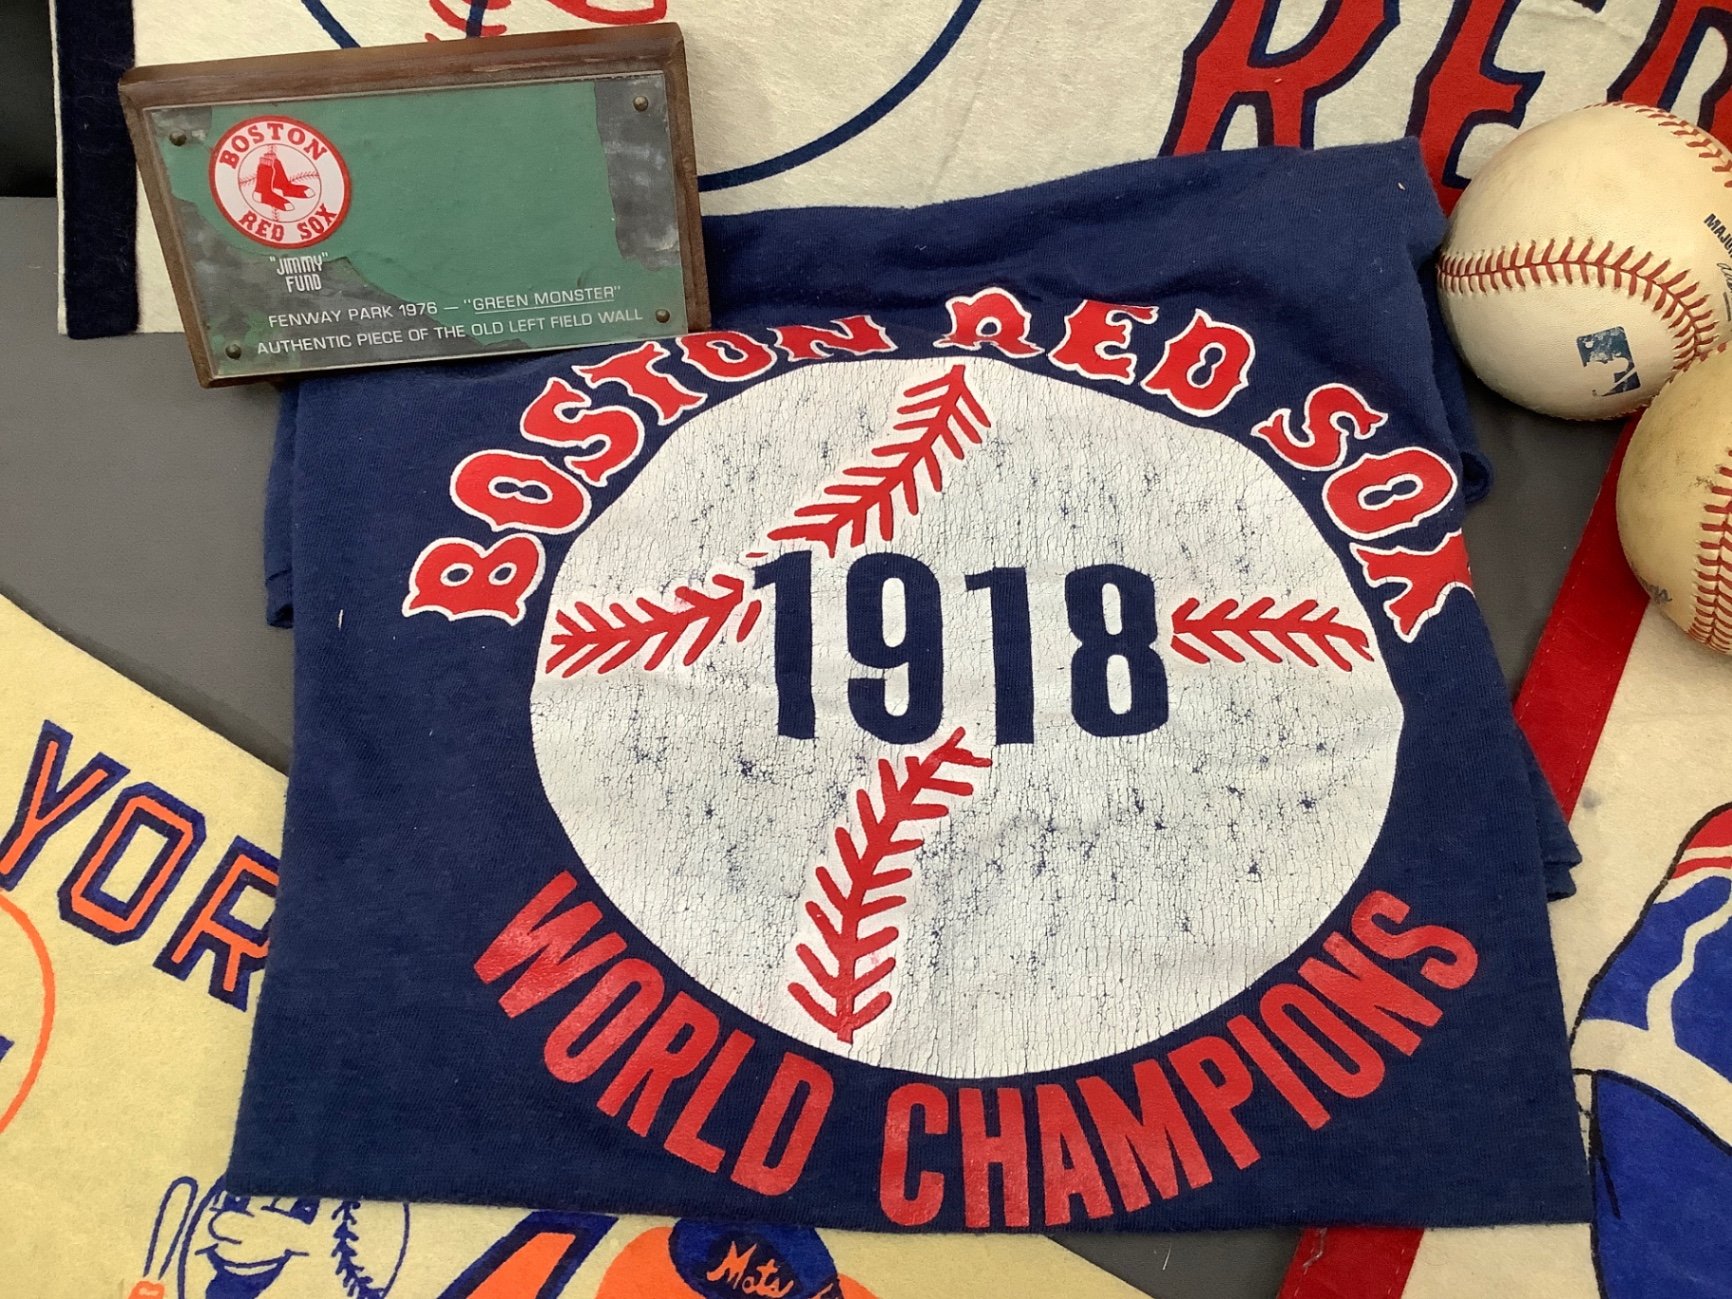 RED
BOSTON
RED SOX
"JIMMY"
FUND
FENWAY PARK 1976 — "GREEN MONSTER"
AUTHENTIC PIECE OF THE OLD LEFT FIELD WALL
BOSTON RED SOX
1918
WORLD CHAMPIONS
YOR
Mets